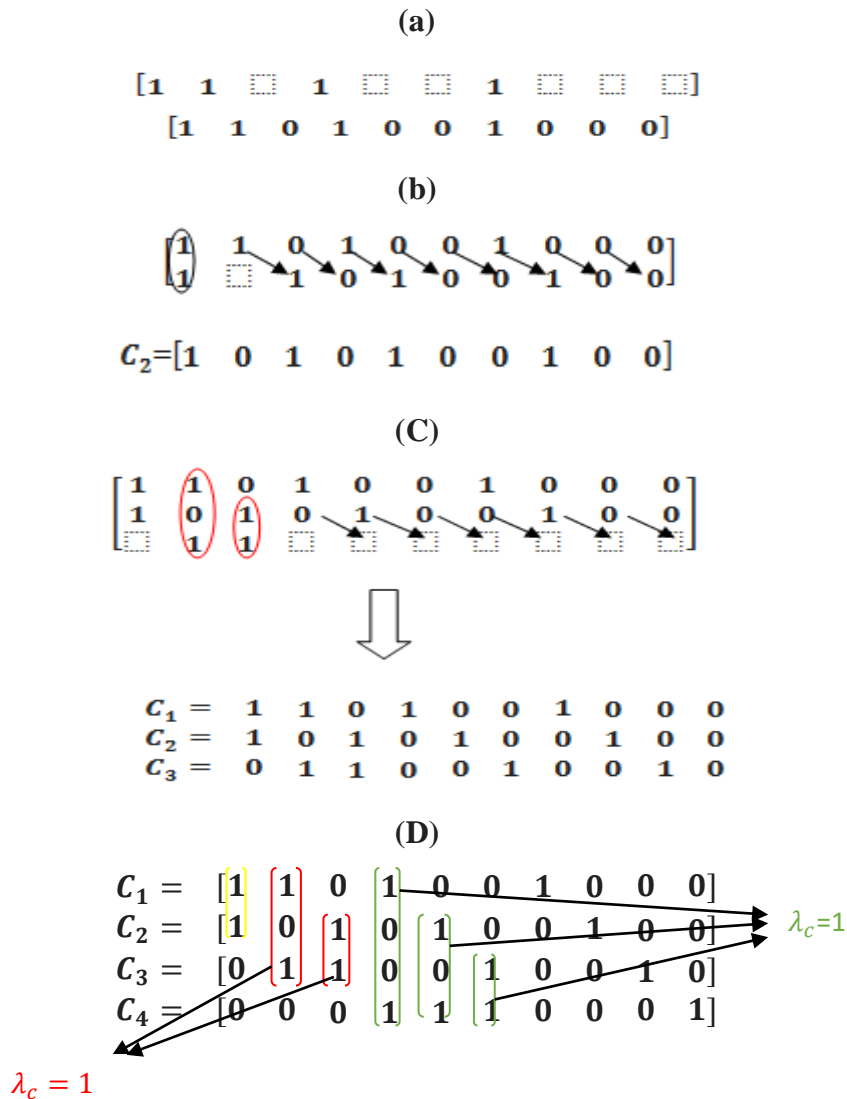 (a)
[1 1 1 1 ]
[1 1 0 1 0 0 1 0 0 0]
(b)
[1 1 0 1 0 0 1 0 0 0
1 1 0 1 0 0 1 0 0]
C₂=[1 0 1 0 1 0 0 1 0 0]
(C)
[1 1 0 1 0 0 1 0 0 0
1 0 1 0 1 0 0 1 0 0
1 1 ]
C₁ = 1 1 0 1 0 0 1 0 0 0
C₂ = 1 0 1 0 1 0 0 1 0 0
C₃ = 0 1 1 0 0 1 0 0 1 0
(D)
C₁ = [1 1 0 1 0 0 1 0 0 0]
C₂ = [1 0 1 0 1 0 0 1 0 0]
λ_c=1
C₃ = [0 1 1 0 0 1 0 0 1 0]
C₄ = [0 0 0 1 1 1 0 0 0 1]
λ_c = 1